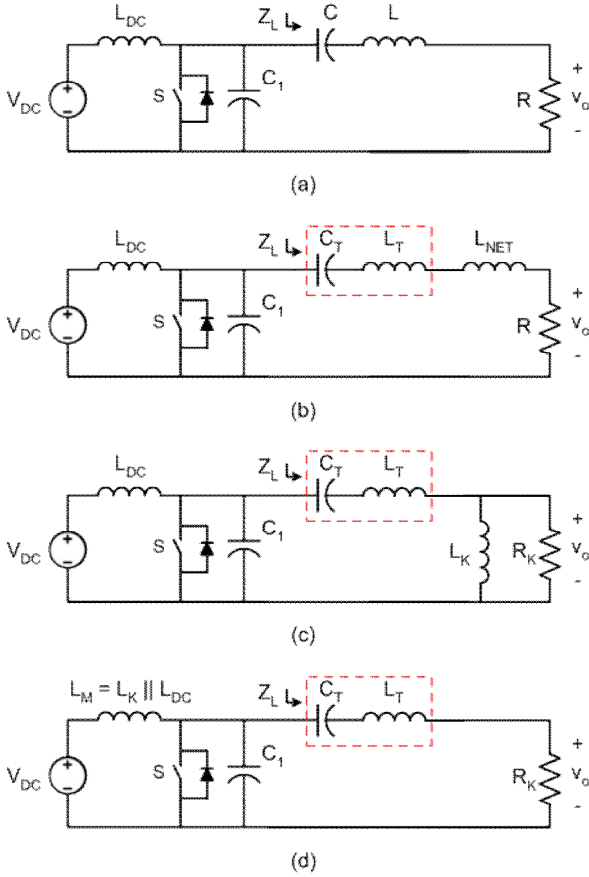 L_DC Z_L C L
V_DC + - S C_1 R + v_o -
(a)
L_DC Z_L C_T L_T L_NET
V_DC + - S C_1 R + v_o -
(b)
L_DC Z_L C_T L_T
V_DC + - S C_1 L_K R_K + v_o -
(c)
L_M = L_K || L_DC Z_L C_T L_T
V_DC + - S C_1 R_K + v_o -
(d)